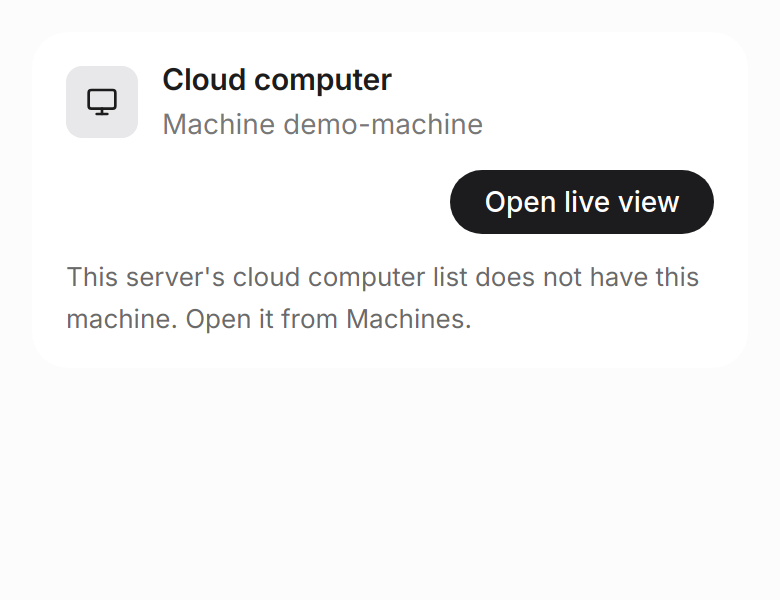 Cloud computer
Machine demo-machine
Open live view
This server's cloud computer list does not have this
machine. Open it from Machines.